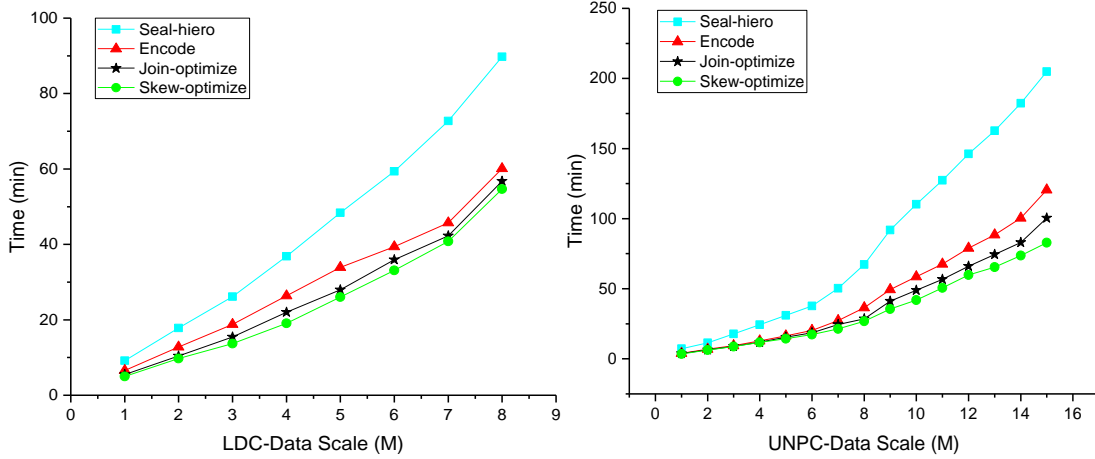 100
80
60
40
20
0
Time (min)
Seal-hiero
Encode
Join-optimize
Skew-optimize
0 1 2 3 4 5 6 7 8 9
LDC-Data Scale (M)
250
200
150
100
50
0
Time (min)
Seal-hiero
Encode
Join-optimize
Skew-optimize
0 2 4 6 8 10 12 14 16
UNPC-Data Scale (M)